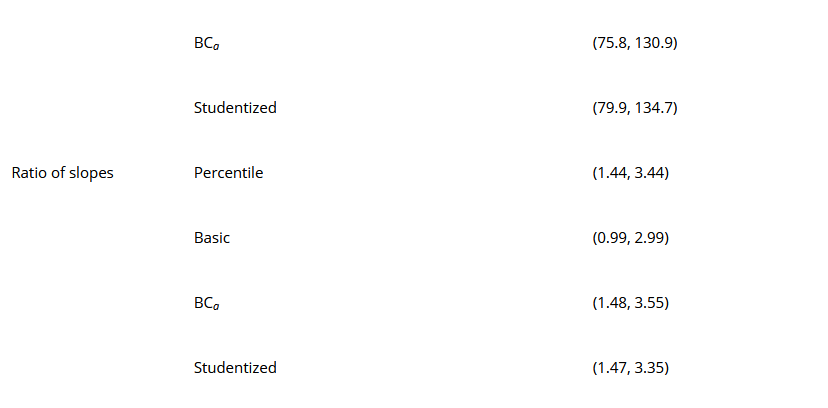 BCa (75.8, 130.9)
Studentized (79.9, 134.7)
Ratio of slopes Percentile (1.44, 3.44)
Basic (0.99, 2.99)
BCa (1.48, 3.55)
Studentized (1.47, 3.35)